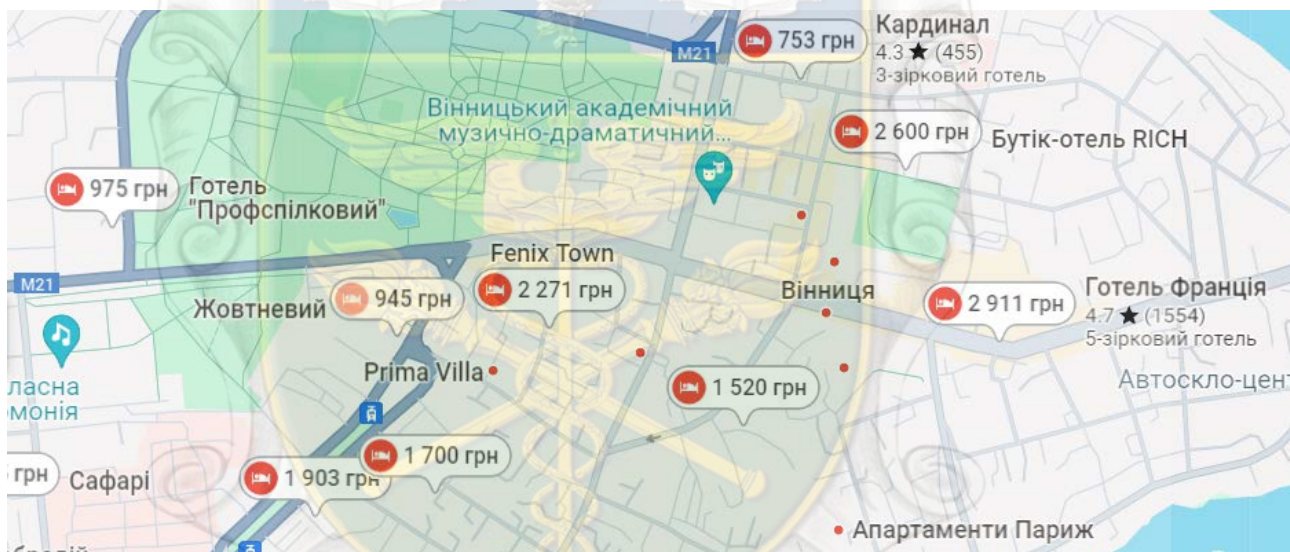 M21
753 грн
Кардинал
4.3 ★ (455)
3-зірковий готель
Вінницький академічний
музично-драматичний...
2 600 грн
Бутік-отель RICH
975 грн
Готель
"Профспілковий"
Fenix Town
M21
Жовтневий
945 грн
2 271 грн
Вінниця
2 911 грн
Готель Франція
4.7 ★ (1554)
5-зірковий готель
Prima Villa
1 520 грн
Автоскло-цент
ласна
рмонія
грн
Сафарі
1 903 грн
1 700 грн
Апартаменти Париж